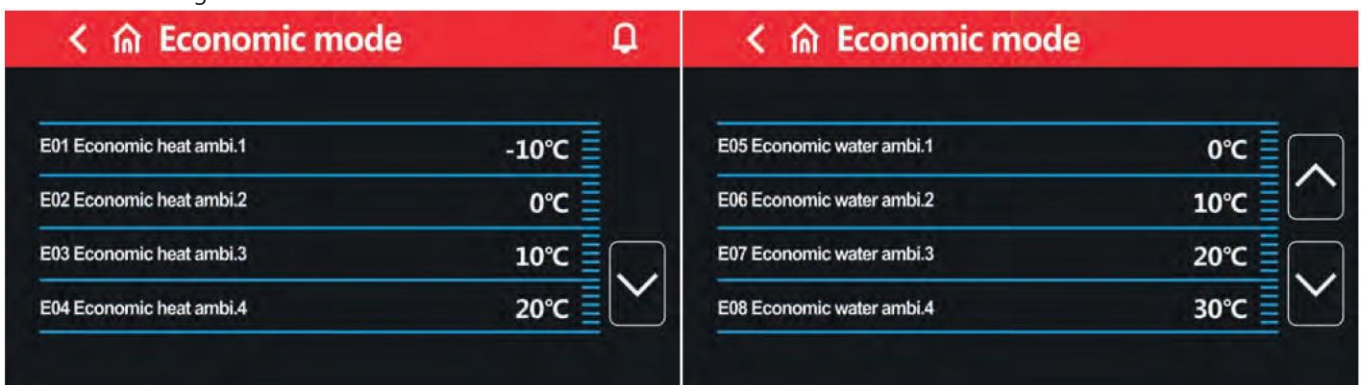 Economic mode
E01 Economic heat ambi.1 -10°C
E02 Economic heat ambi.2 0°C
E03 Economic heat ambi.3 10°C
E04 Economic heat ambi.4 20°C
Economic mode
E05 Economic water ambi.1 0°C
E06 Economic water ambi.2 10°C
E07 Economic water ambi.3 20°C
E08 Economic water ambi.4 30°C